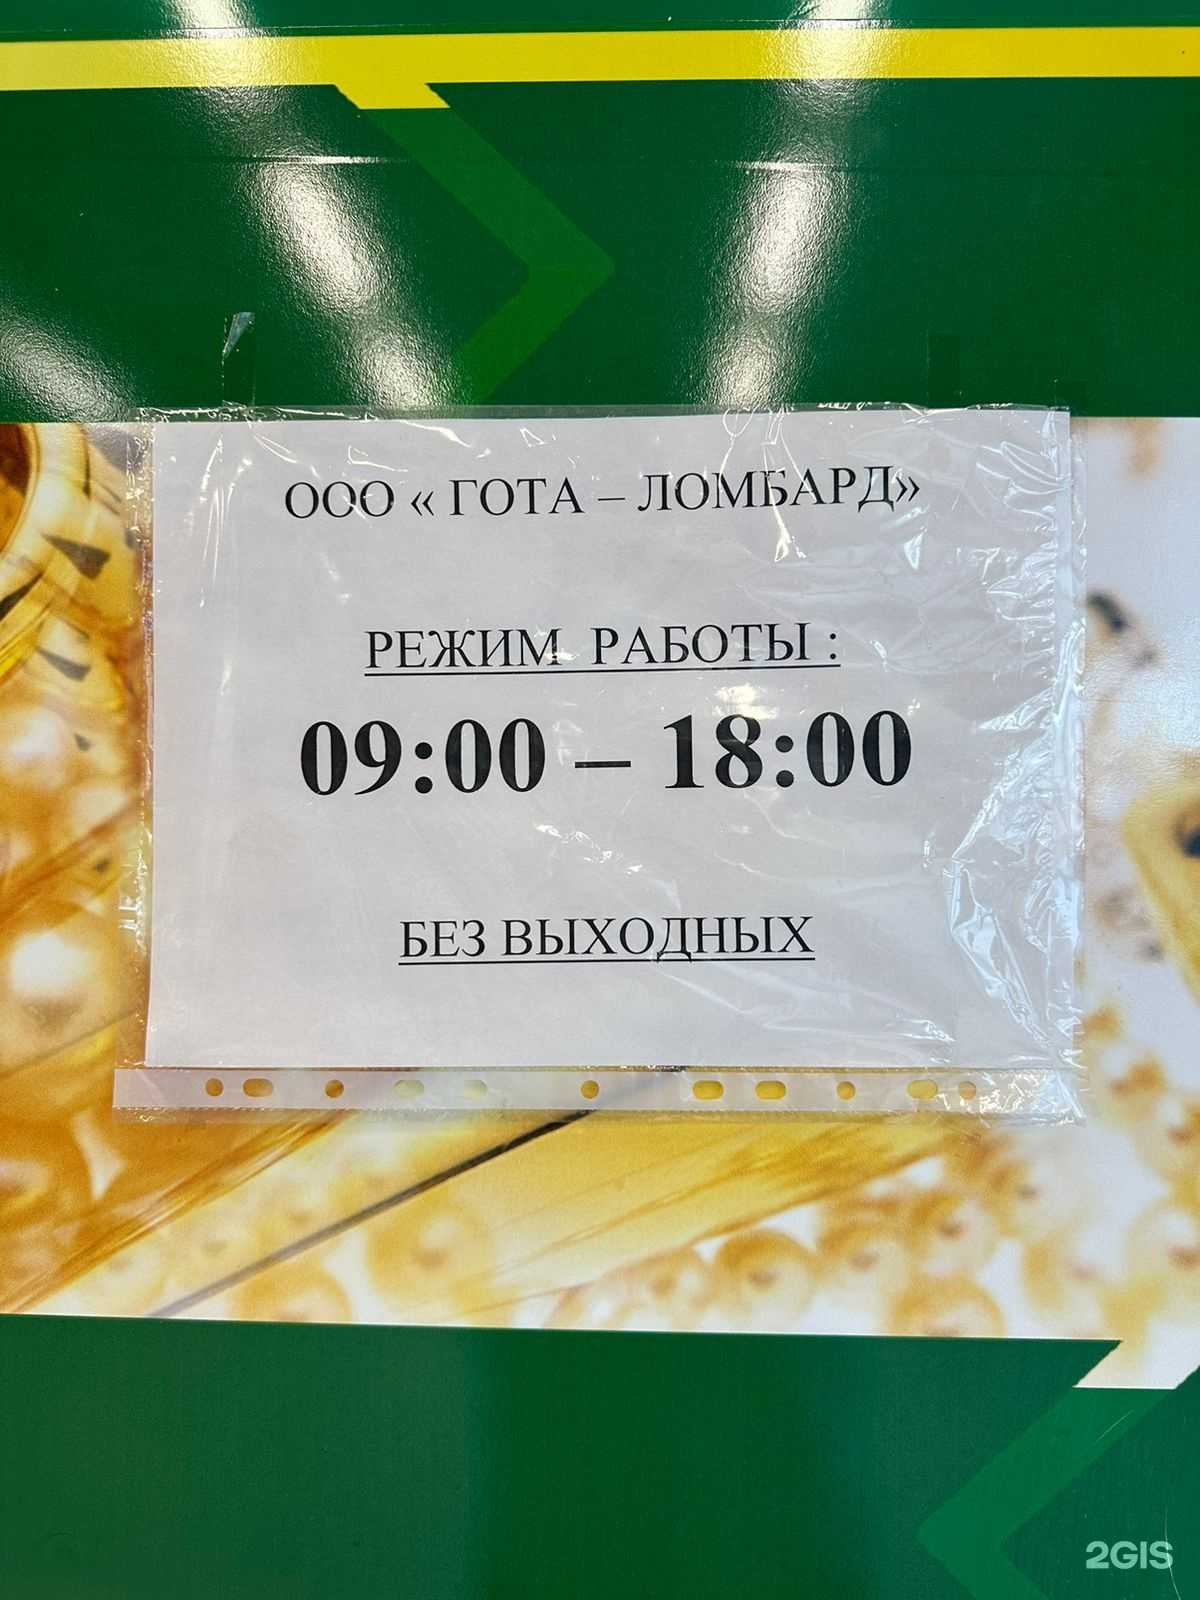 ООО « ГОТА – ЛОМБАРД»
РЕЖИМ РАБОТЫ :
09:00 – 18:00
БЕЗ ВЫХОДНЫХ
2GIS